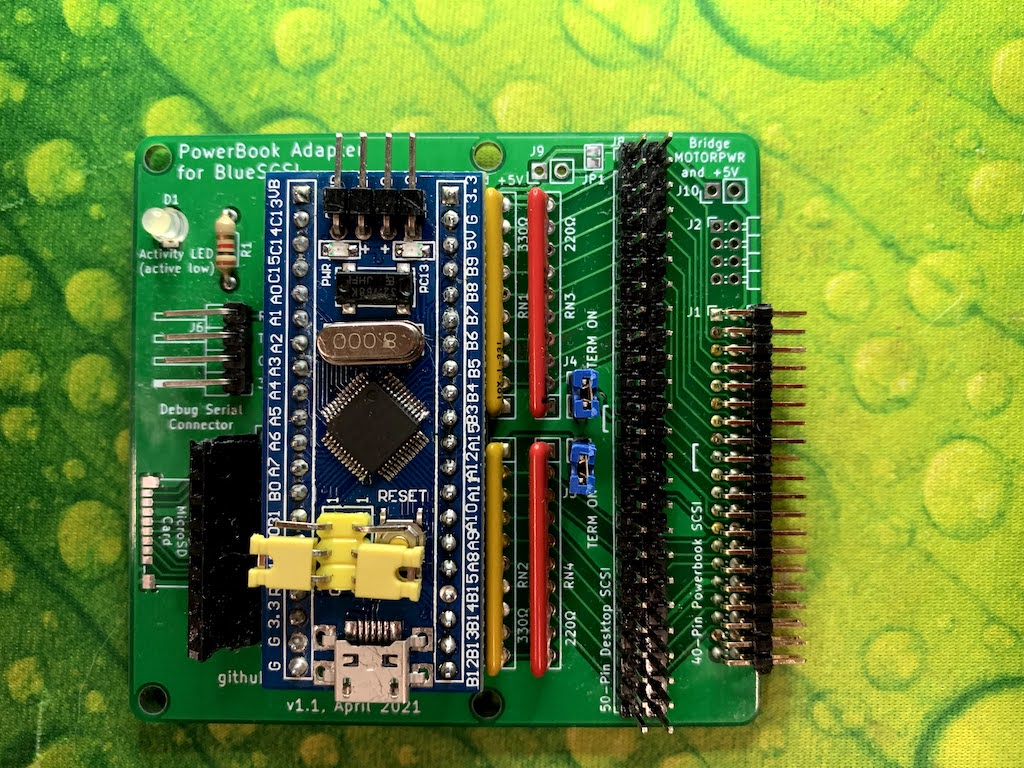 PowerBook Adapter
for BlueSCSI
D1
Activity LED
(active low)
R1
J6
Debug Serial
Connector
MicroSD
Card
github
v1.1, April 2021
VB
C13
C14
C15
A0
A1
A2
A3
A4
A5
A6
A7
B0
3.3
G
G
PWR
PC13
8.000
RESET
1
1
3.3
G
5V
B9
B8
B7
B6
B5
B4
B3
A15
A12
A11
A10
A9
A8
B15
B14
B13
B12
+5V
330Ω
RN1
220Ω
RN3
330Ω
RN2
220Ω
RN4
J9
JP1
J8
J4
TERM ON
TERM ON
50-Pin Desktop SCSI
Bridge
MOTORPWR
and +5V
J10
J2
J1
40-Pin Powerbook SCSI